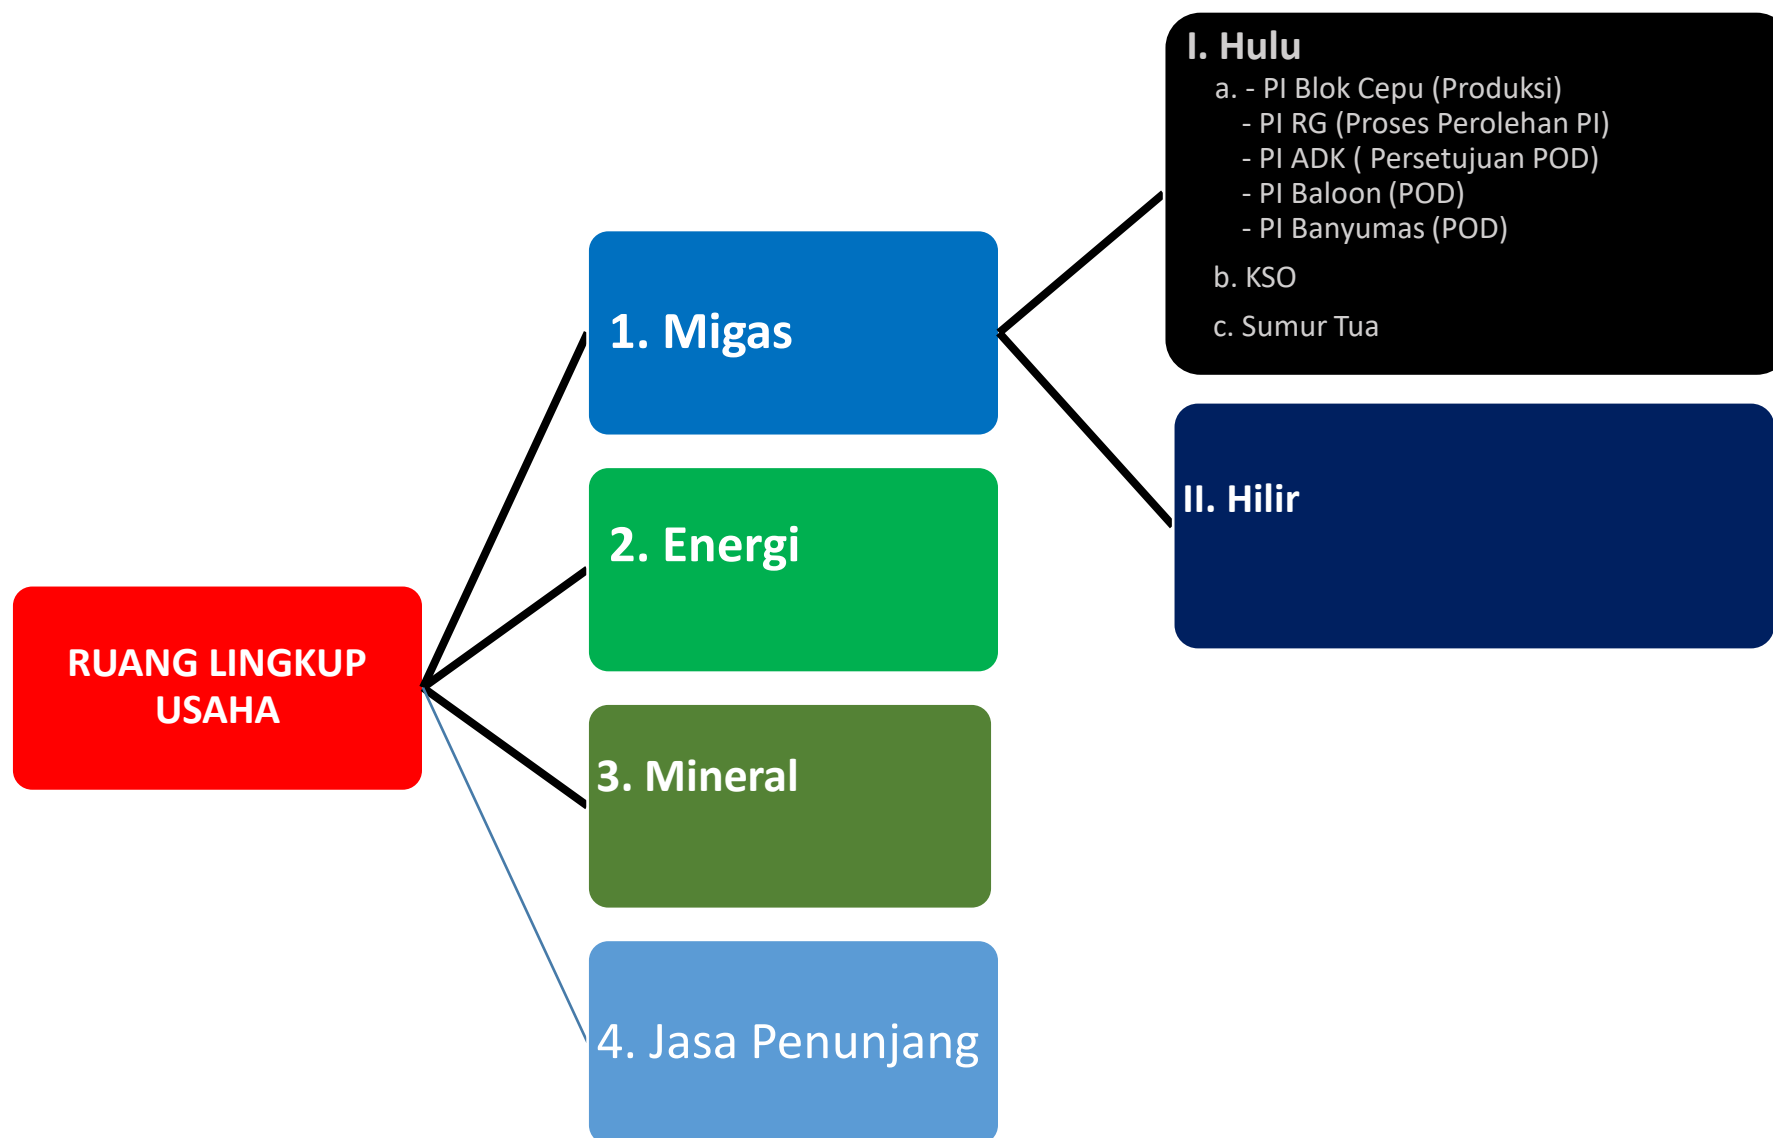 RUANG LINGKUP
USAHA
1. Migas
2. Energi
3. Mineral
4. Jasa Penunjang
I. Hulu
a. - PI Blok Cepu (Produksi)
- PI RG (Proses Perolehan PI)
- PI ADK ( Persetujuan POD)
- PI Baloon (POD)
- PI Banyumas (POD)
b. KSO
c. Sumur Tua
II. Hilir